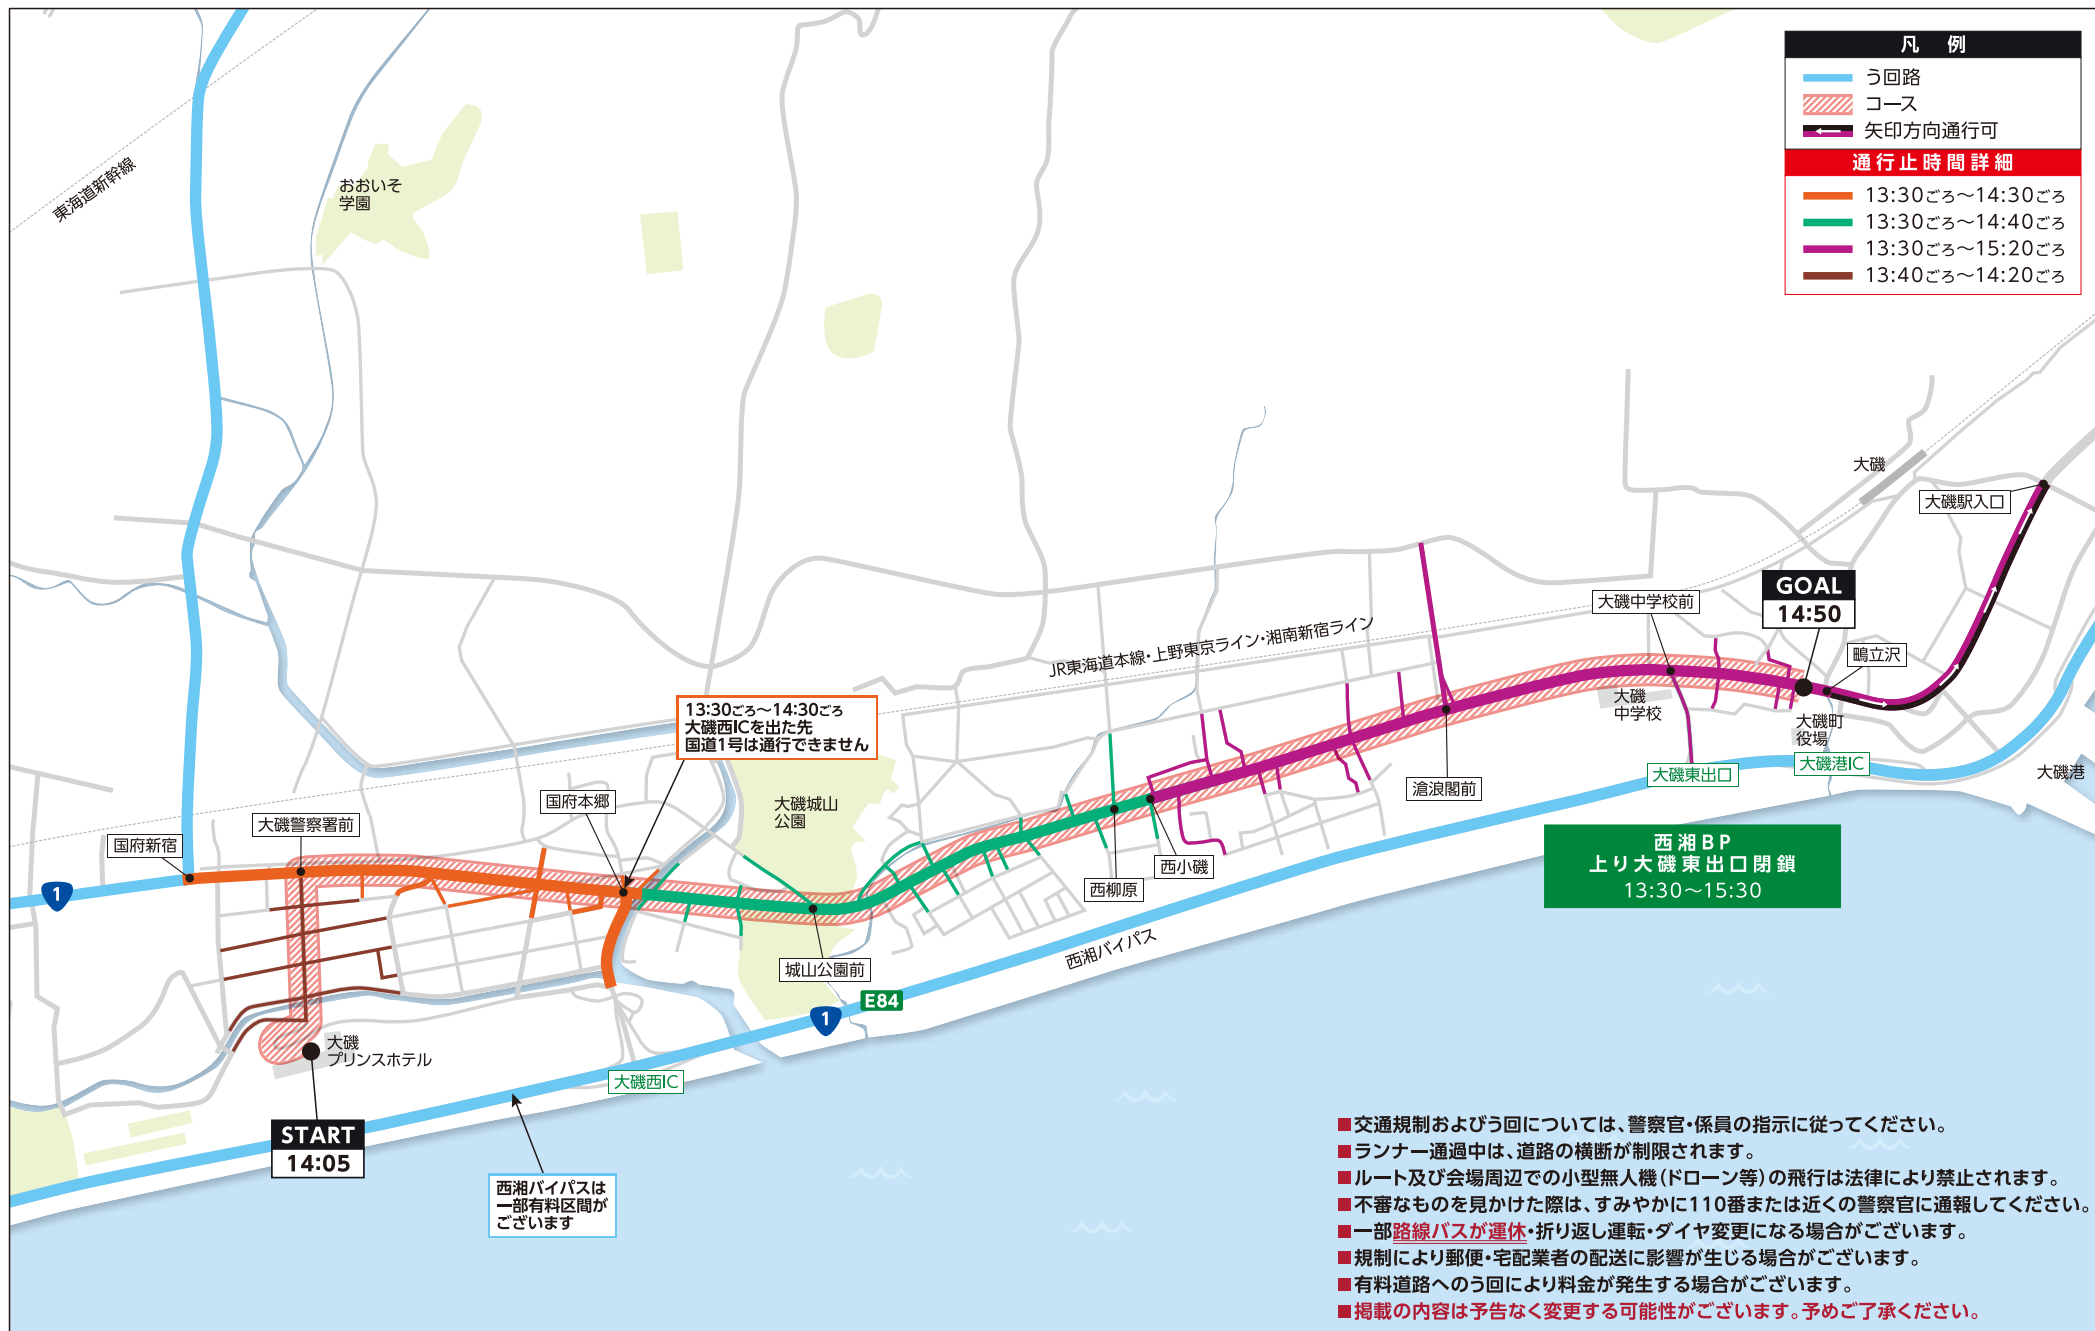 凡 例
う回路
コース
矢印方向通行可
通行止時間詳細
13:30ごろ～14:30ごろ
13:30ごろ～14:40ごろ
13:30ごろ～15:20ごろ
13:40ごろ～14:20ごろ
東海道新幹線
おおいそ
学園
大磯
大磯駅入口
GOAL
14:50
大磯中学校前
鴫立沢
JR東海道本線・上野東京ライン・湘南新宿ライン
13:30ごろ～14:30ごろ
大磯西ICを出た先
国道1号は通行できません
大磯
中学校
大磯町
役場
大磯港IC
大磯東出口
大磯港
滄浪閣前
国府本郷
大磯城山
公園
大磯警察署前
国府新宿
1
西小磯
西柳原
西湘BP
上り大磯東出口閉鎖
13:30～15:30
西湘バイパス
城山公園前
E84
1
大磯
プリンスホテル
大磯西IC
START
14:05
西湘バイパスは
一部有料区間が
ございます
■交通規制およびう回については、警察官・係員の指示に従ってください。
■ランナー通過中は、道路の横断が制限されます。
■ルート及び会場周辺での小型無人機（ドローン等）の飛行は法律により禁止されます。
■不審なものを見かけた際は、すみやかに110番または近くの警察官に通報してください。
■一部路線バスが運休・折り返し運転・ダイヤ変更になる場合がございます。
■規制により郵便・宅配業者の配送に影響が生じる場合がございます。
■有料道路へのう回により料金が発生する場合がございます。
■掲載の内容は予告なく変更する可能性がございます。予めご了承ください。